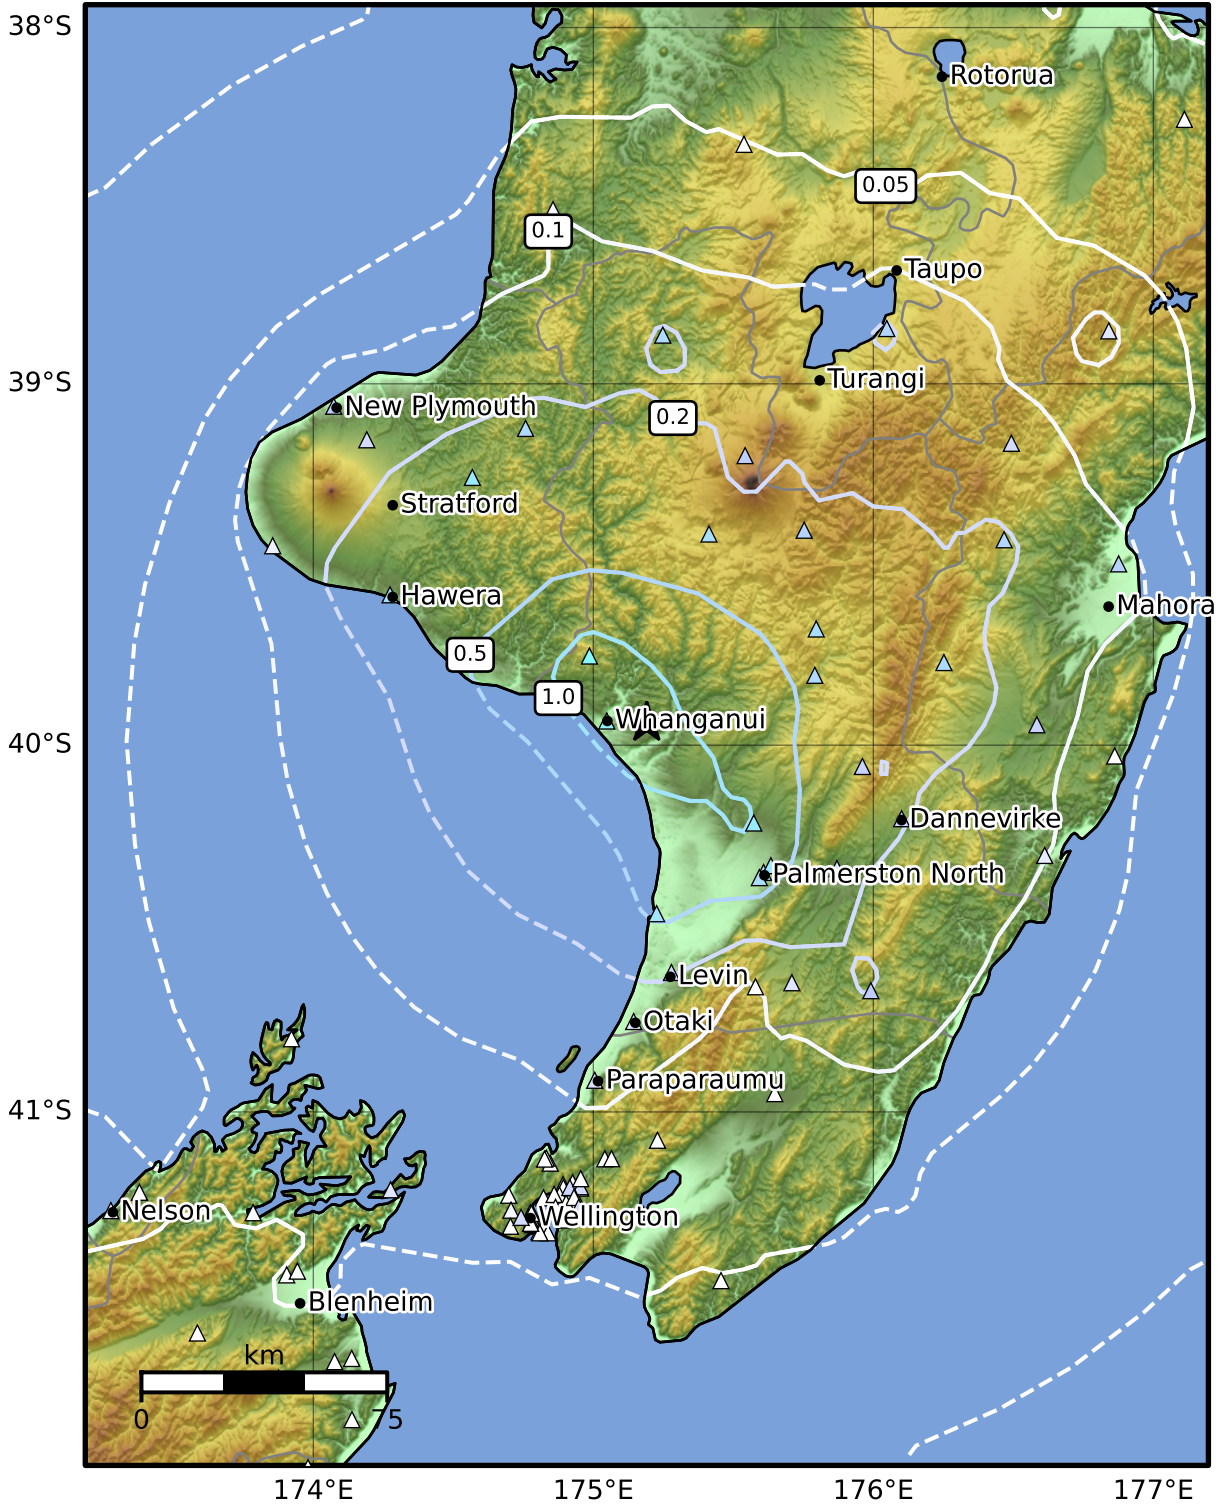 38°S
Rotorua
0.05
0.1
Taupo
39°S
Turangi
New Plymouth
0.2
Stratford
Hawera
Mahora
0.5
1.0
Whanganui
40°S
Dannevirke
Palmerston North
Levin
Otaki
Paraparaumu
41°S
Nelson
Wellington
Blenheim
km
0 75
174°E 175°E 176°E 177°E